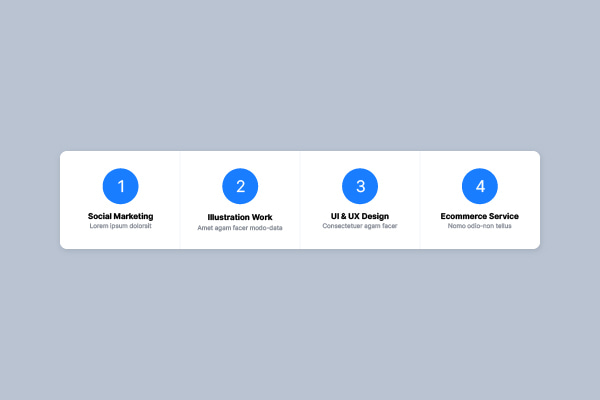 1
Social Marketing
Lorem ipsum dolorsit
2
Illustration Work
Amet agam facer modo-data
3
UI & UX Design
Consectetuer agam facer
4
Ecommerce Service
Nomo odio-non tellus